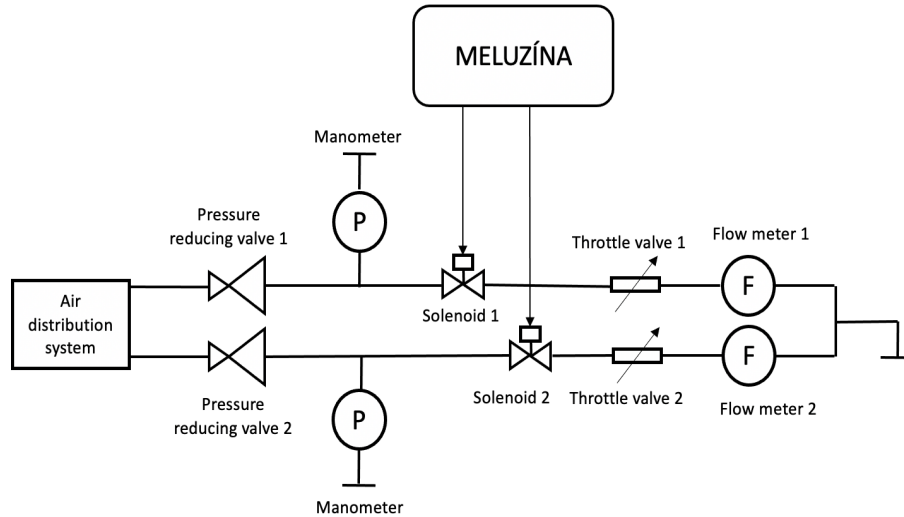 MELUZÍNA
Manometer
P
Pressure
reducing valve 1
Throttle valve 1
Flow meter 1
F
Air
distribution
system
Solenoid 1
F
Pressure
reducing valve 2
P
Solenoid 2
Throttle valve 2
Flow meter 2
Manometer